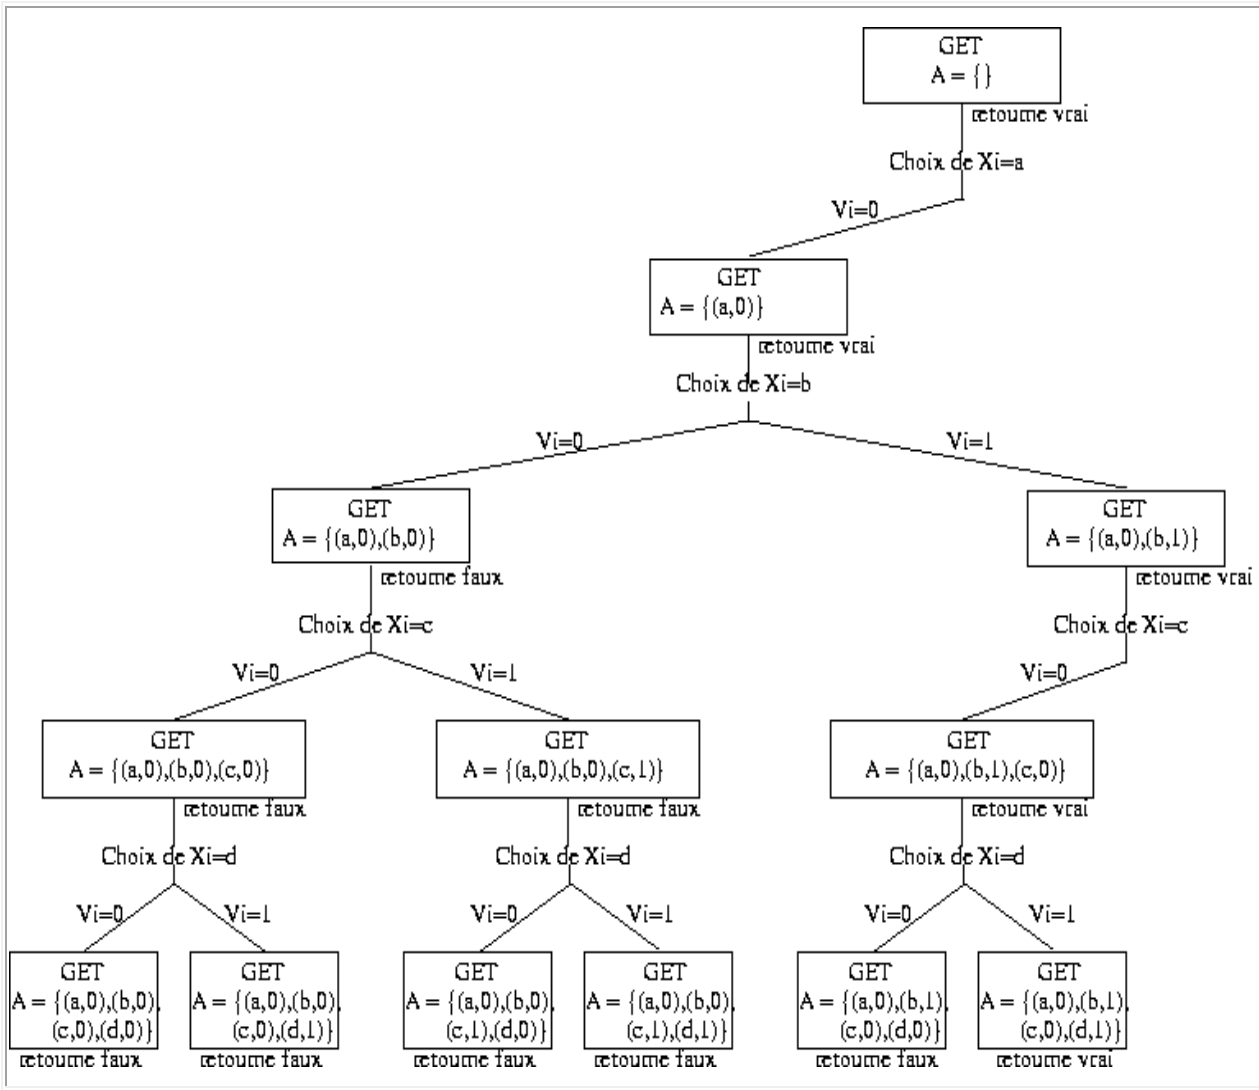 GET
A = {}
retourne vrai
Choix de Xi=a
Vi=0
GET
A = {(a,0)}
retourne vrai
Choix de Xi=b
Vi=0 Vi=1
GET GET
A = {(a,0),(b,0)} A = {(a,0),(b,1)}
retourne faux retourne vrai
Choix de Xi=c Choix de Xi=c
Vi=0 Vi=1 Vi=0
GET GET GET
A = {(a,0),(b,0),(c,0)} A = {(a,0),(b,0),(c,1)} A = {(a,0),(b,1),(c,0)}
retourne faux retourne faux retourne vrai
Choix de Xi=d Choix de Xi=d Choix de Xi=d
Vi=0 Vi=1 Vi=0 Vi=1 Vi=0 Vi=1
GET GET GET GET GET GET
A = {(a,0),(b,0), A = {(a,0),(b,0), A = {(a,0),(b,0), A = {(a,0),(b,0), A = {(a,0),(b,1), A = {(a,0),(b,1),
(c,0),(d,0)} (c,0),(d,1)} (c,1),(d,0)} (c,1),(d,1)} (c,0),(d,0)} (c,0),(d,1)}
retourne faux retourne faux retourne faux retourne faux retourne faux retourne vrai